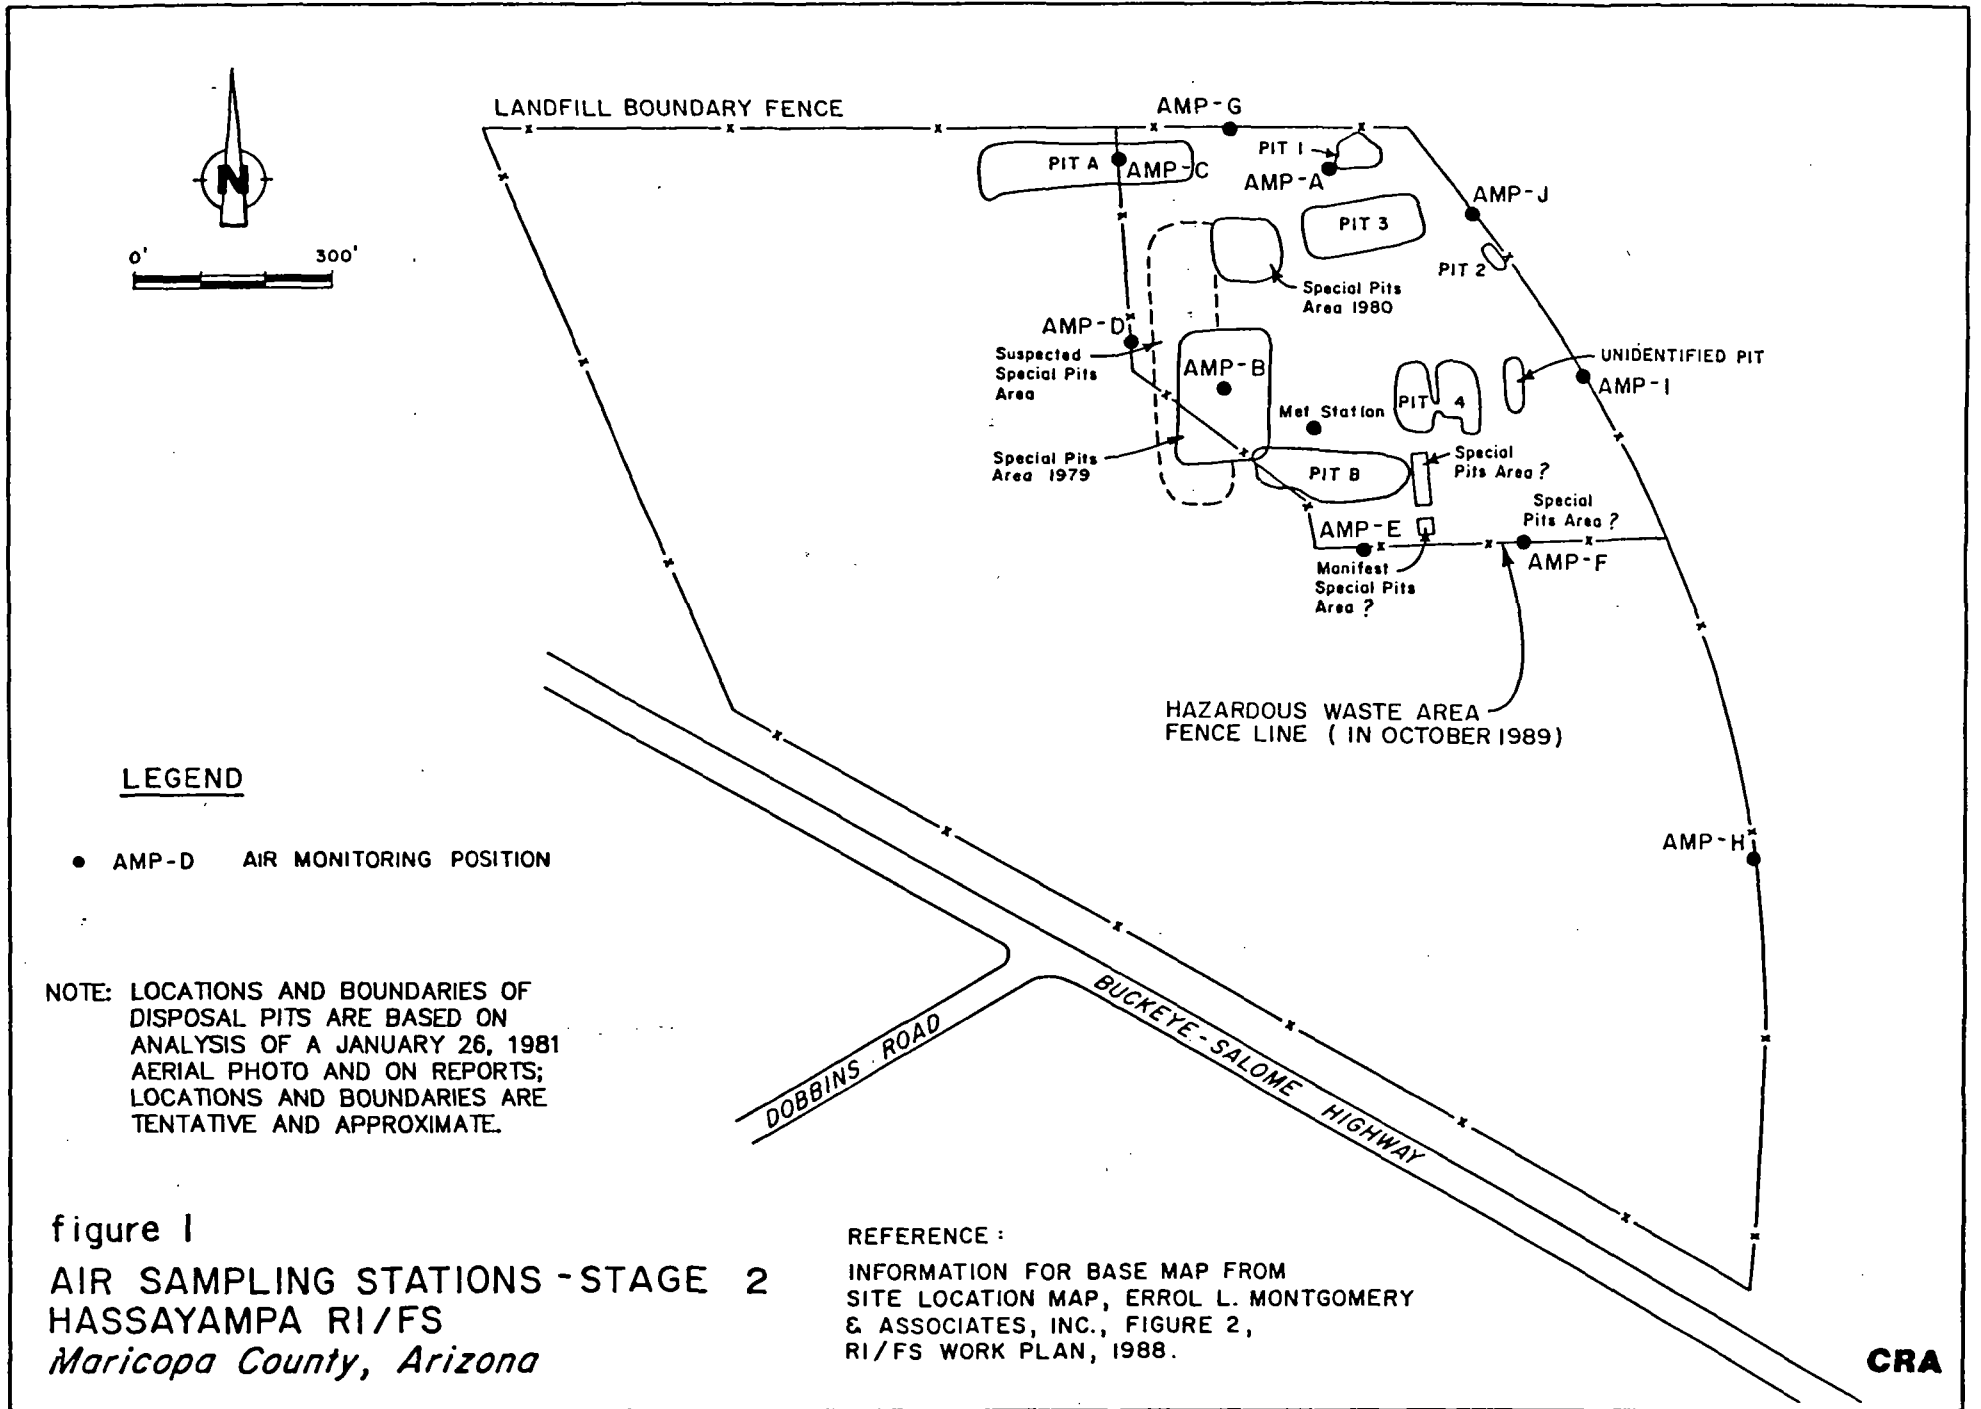 LANDFILL BOUNDARY FENCE
AMP-G
PIT 1
PIT A
AMP-C
AMP-A
N
AMP-J
PIT 3
0' 300'
PIT 2
Special Pits
Area 1980
AMP-D
Suspected
Special Pits
Area
AMP-B
UNIDENTIFIED PIT
AMP-I
PIT 4
Met Station
Special Pits
Area 1979
PIT B
Special
Pits Area ?
Special
Pits Area ?
AMP-E
AMP-F
Manifest
Special Pits
Area ?
HAZARDOUS WASTE AREA
FENCE LINE (IN OCTOBER 1989)
LEGEND
AMP-H
● AMP-D AIR MONITORING POSITION
NOTE: LOCATIONS AND BOUNDARIES OF
DISPOSAL PITS ARE BASED ON
ANALYSIS OF A JANUARY 26, 1981
AERIAL PHOTO AND ON REPORTS;
LOCATIONS AND BOUNDARIES ARE
TENTATIVE AND APPROXIMATE.
DOBBINS ROAD
BUCKEYE-SALOME HIGHWAY
figure 1
AIR SAMPLING STATIONS - STAGE 2
HASSAYAMPA RI/FS
Maricopa County, Arizona
REFERENCE:
INFORMATION FOR BASE MAP FROM
SITE LOCATION MAP, ERROL L. MONTGOMERY
& ASSOCIATES, INC., FIGURE 2,
RI/FS WORK PLAN, 1988.
CRA